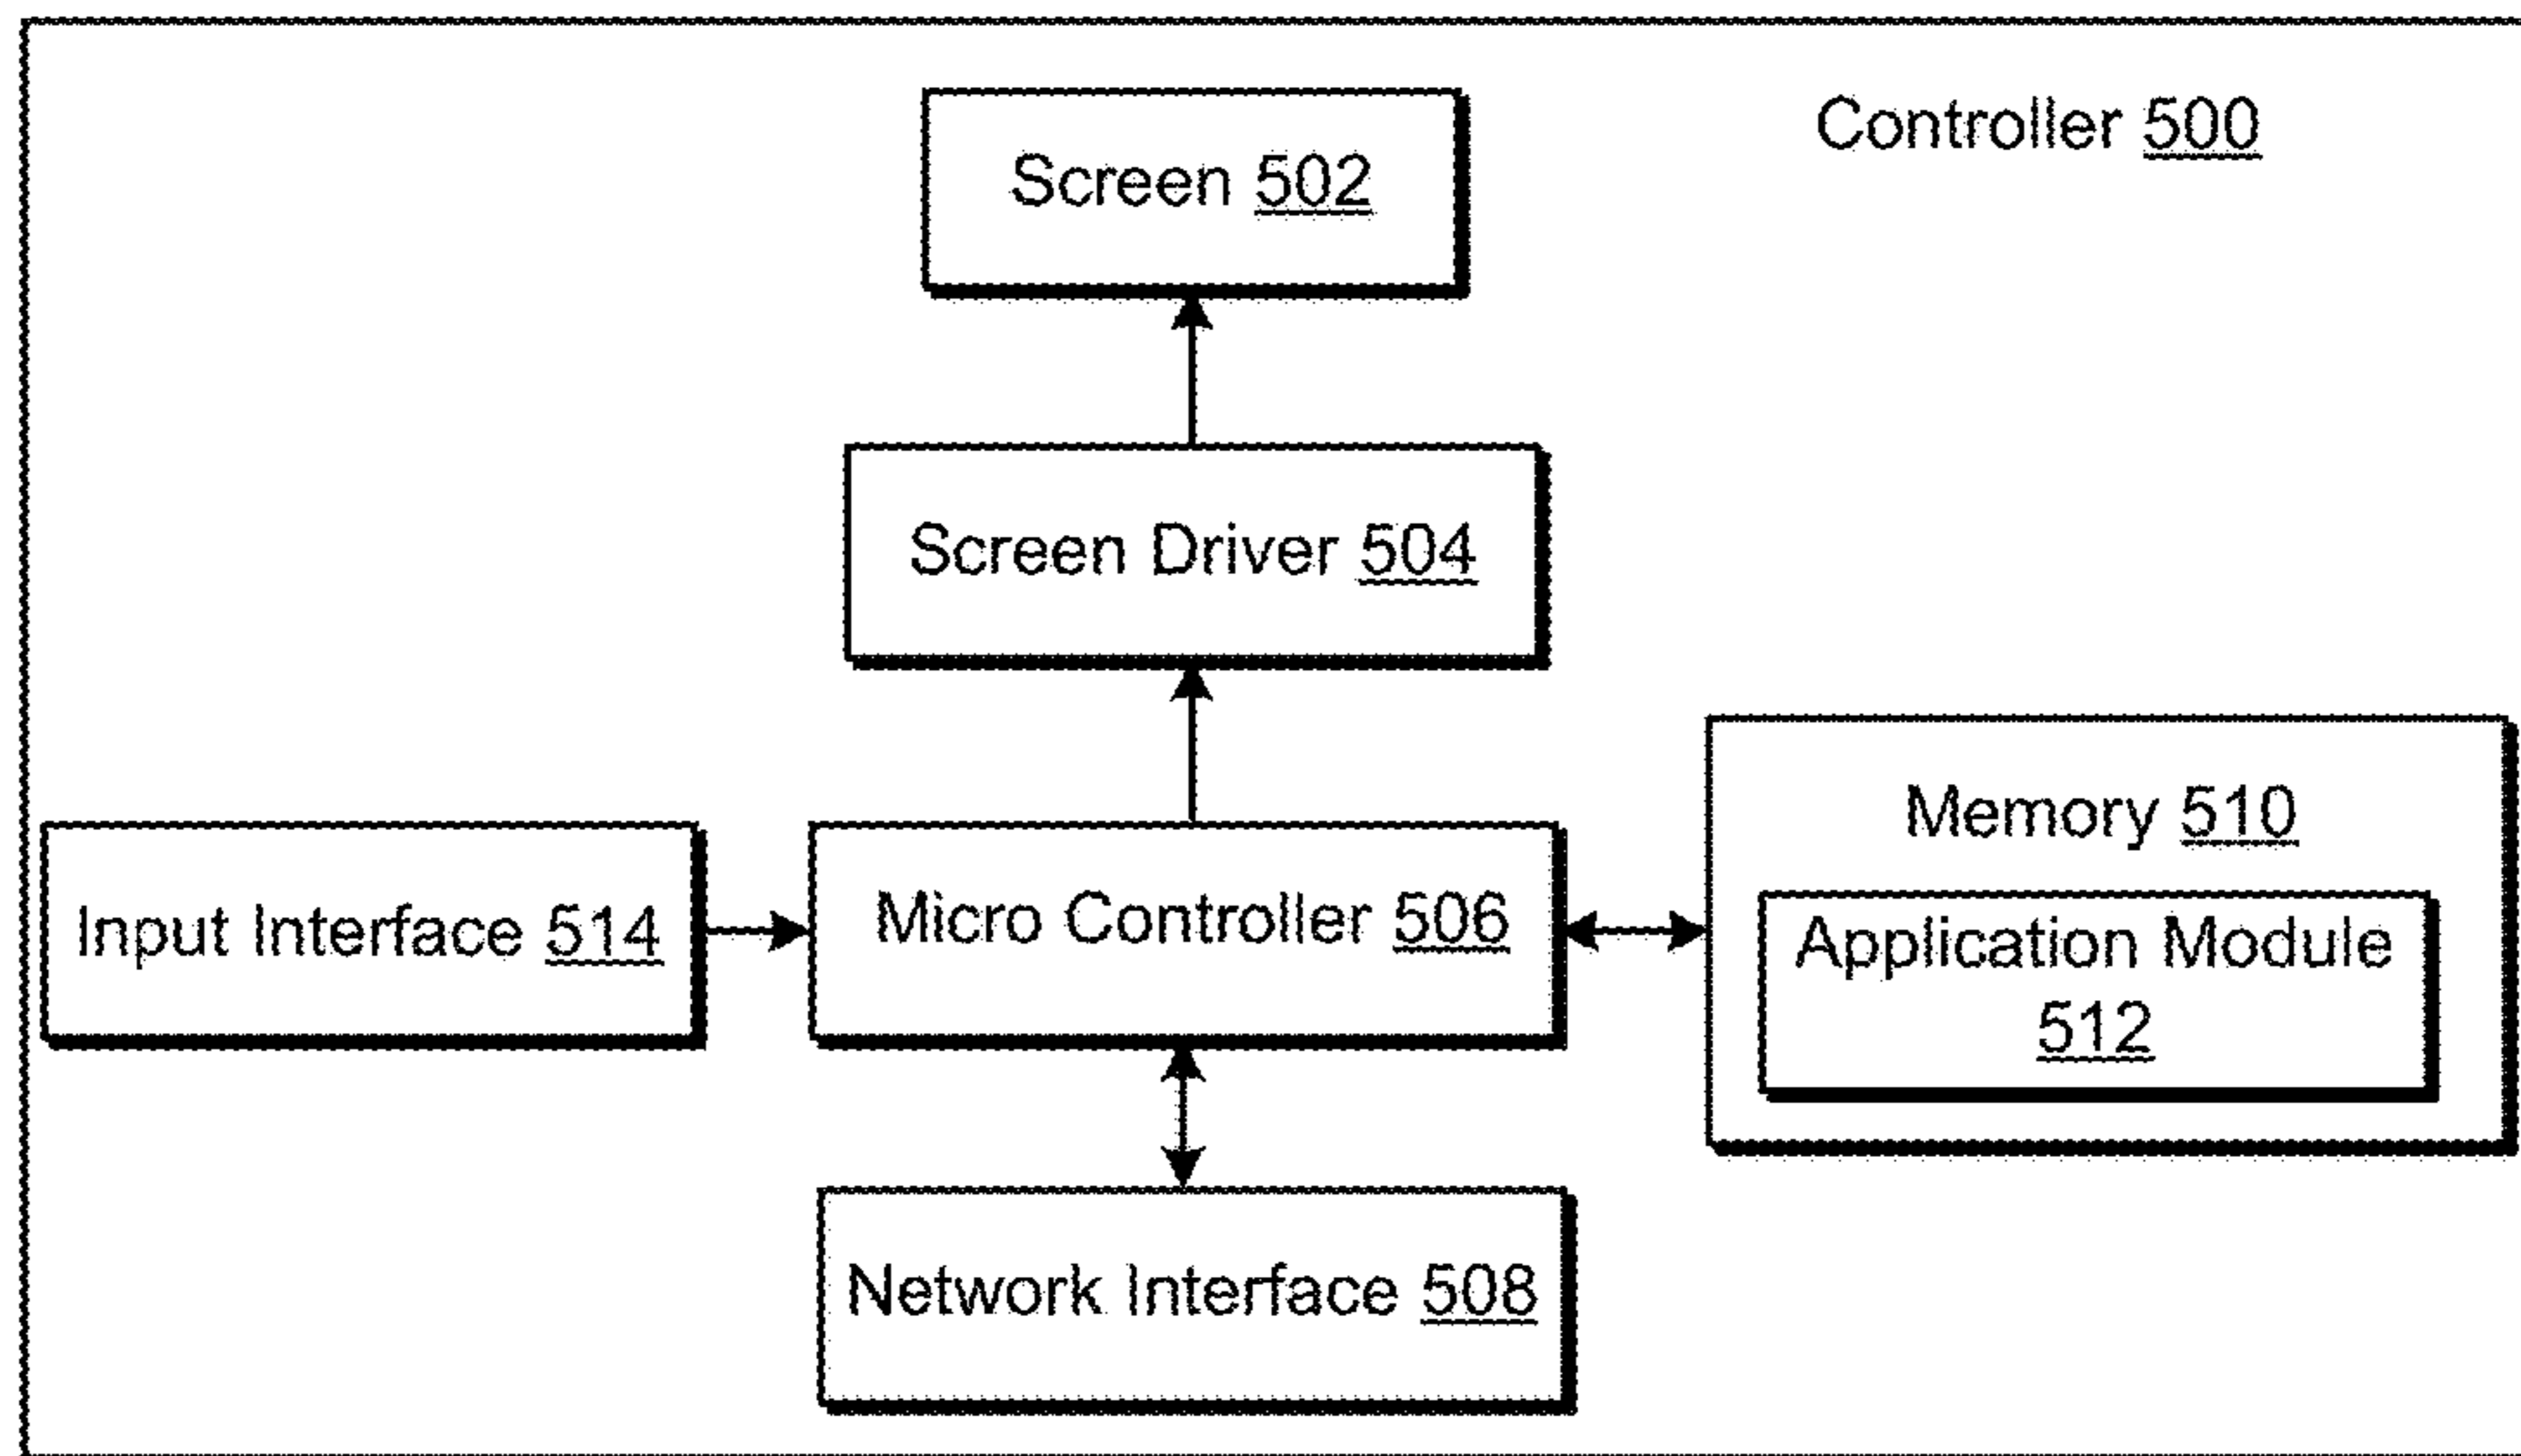 Controller 500
Screen 502
Screen Driver 504
Memory 510
Input Interface 514
Micro Controller 506
Application Module
512
Network Interface 508